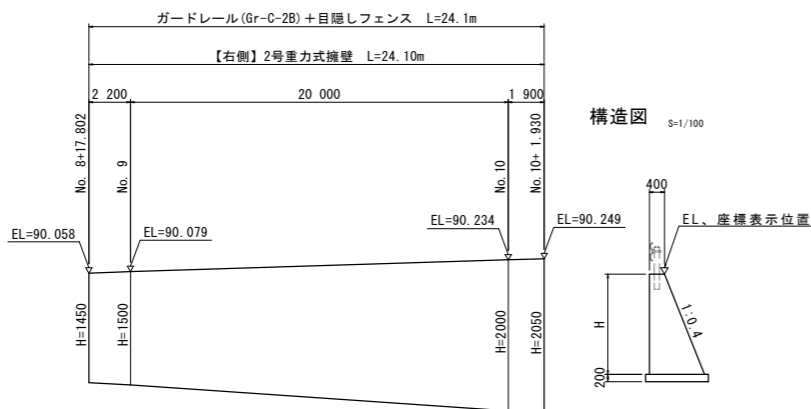 ガードレール(Gr-C-2B)＋目隠しフェンス L=24.1m
【右側】2号重力式擁壁 L=24.10m
2 200
20 000
1 900
No. 8+17.802
No. 9
No.10
No.10+ 1.930
EL=90.058
EL=90.079
EL=90.234
EL=90.249
H=1450
H=1500
H=2000
H=2050
構造図 S=1/100
400
EL、座標表示位置
H
1:0.4
200